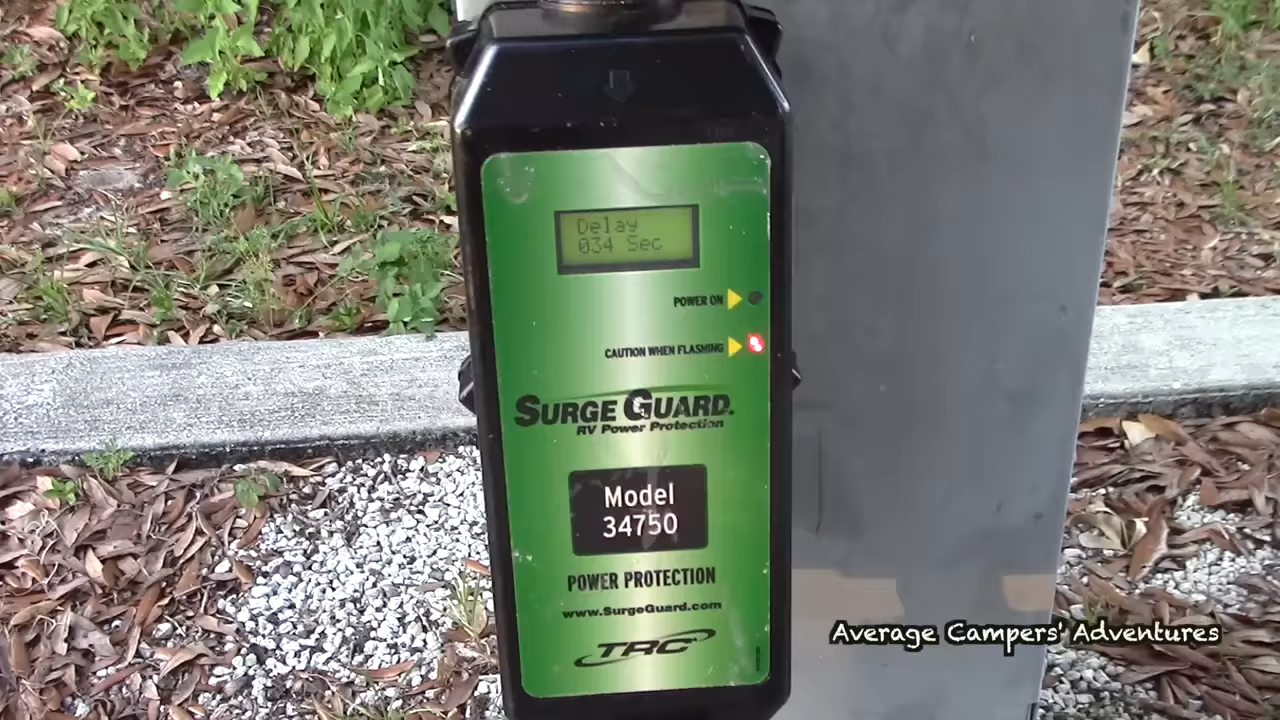 Delay
034 Sec
POWER ON
CAUTION WHEN FLASHING
SURGE GUARD.
RV Power Protection
Model
34750
POWER PROTECTION
www.SurgeGuard.com
TRC
Average Campers' Adventures